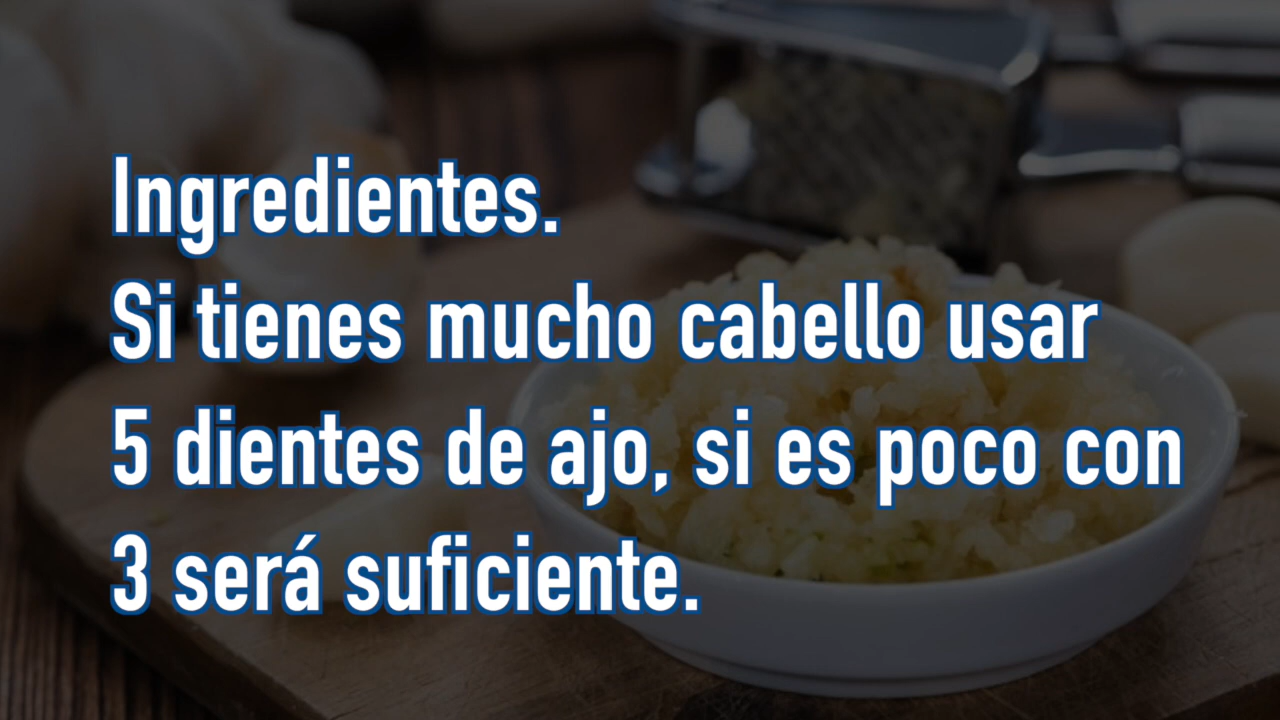 Ingredientes.
Si tienes mucho cabello usar
5 dientes de ajo, si es poco con
3 será suficiente.